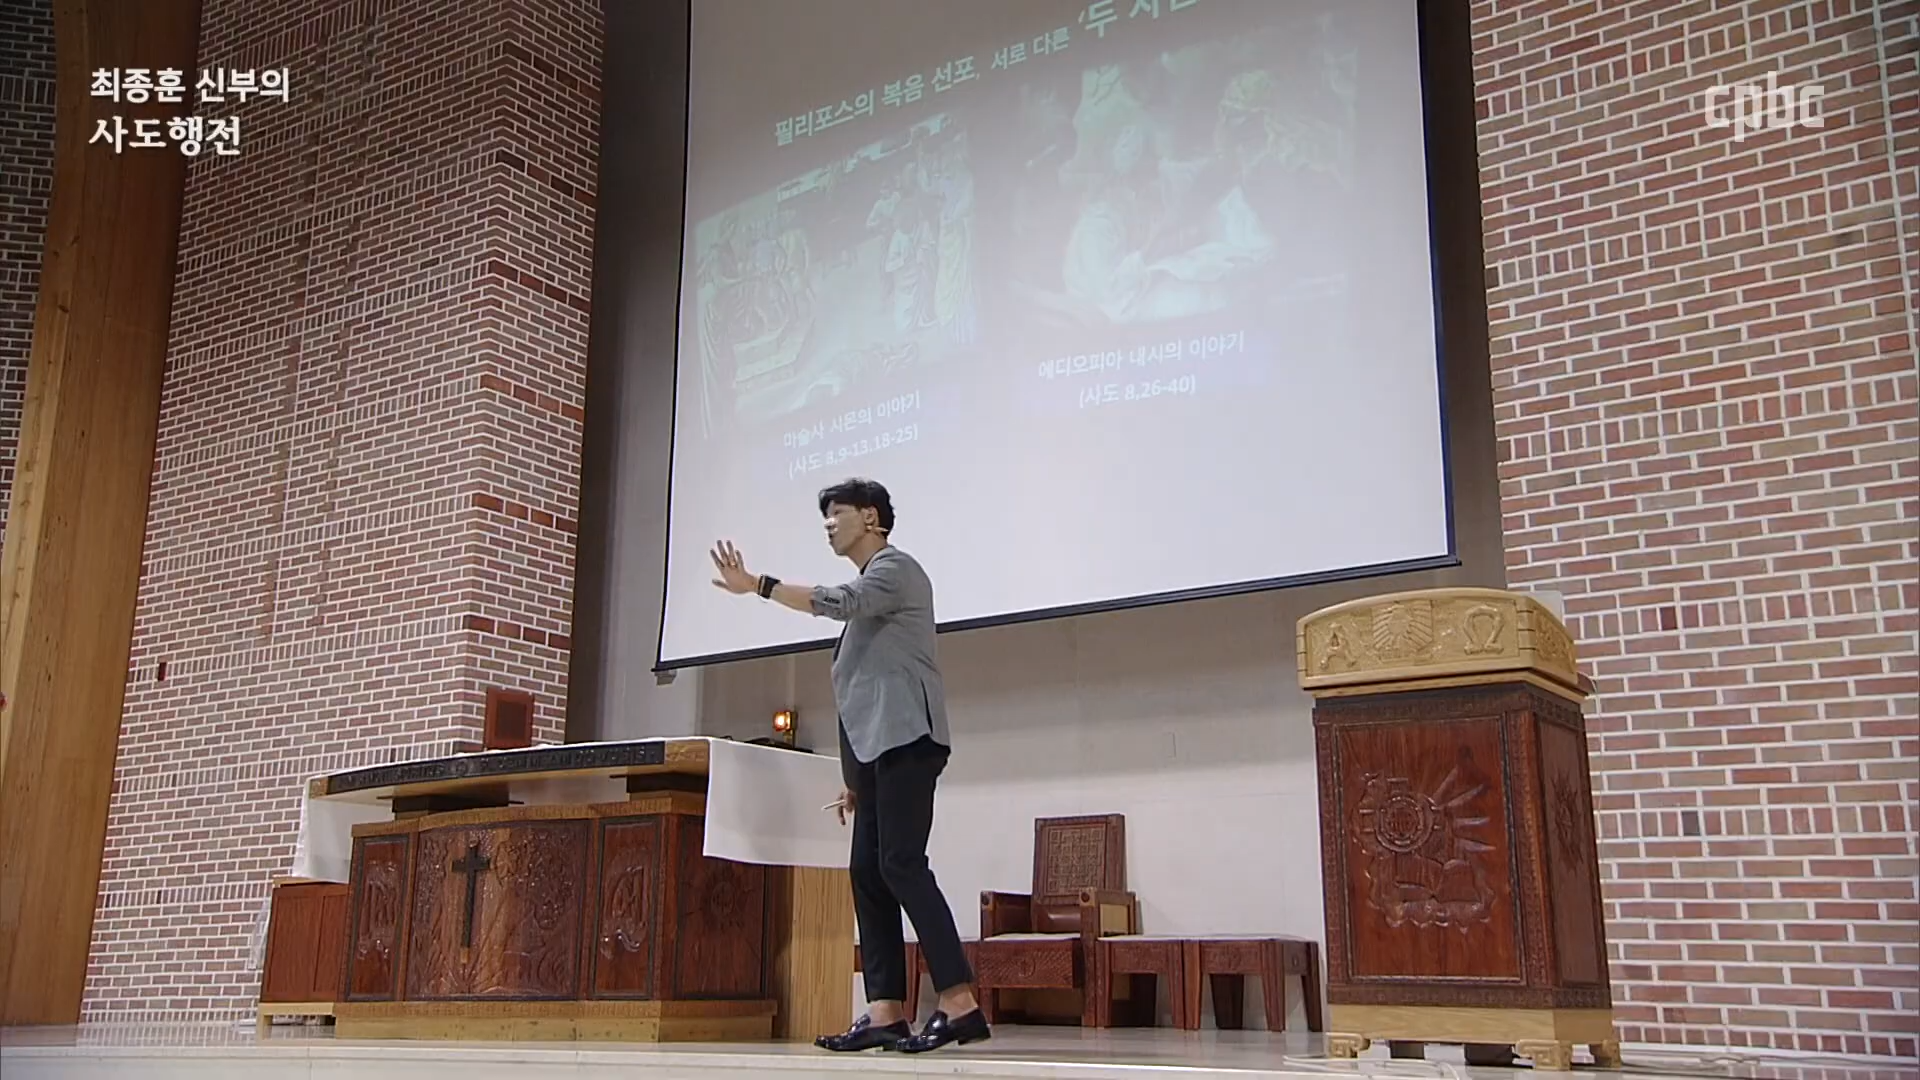 최종훈 신부의
사도행전
cpbc
필리포스의 복음 선포, 서로 다른 '두
마술사 시몬의 이야기
(사도 8,9-13.18-25)
에디오피아 내시의 이야기
(사도 8,26-40)
Α Ω